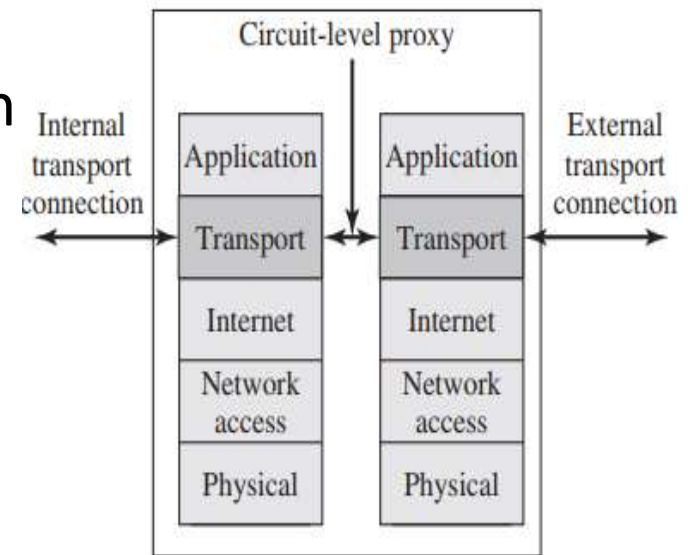 Circuit-level proxy
n
Internal
transport
connection
External
transport
connection
Application
Transport
Internet
Network
access
Physical
Application
Transport
Internet
Network
access
Physical